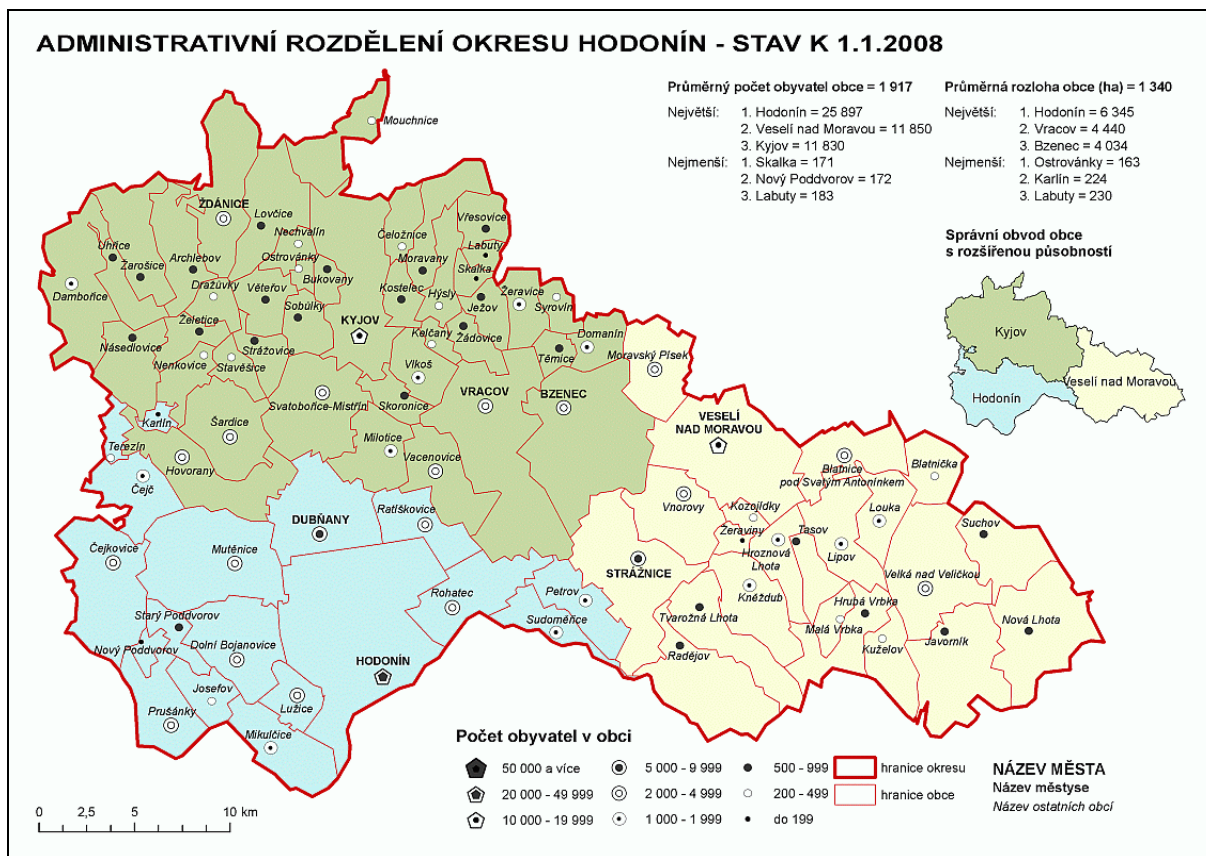 ADMINISTRATIVNÍ ROZDĚLENÍ OKRESU HODONÍN - STAV K 1.1.2008
Průměrný počet obyvatel obce = 1 917
Největší: 1. Hodonín = 25 897
2. Veselí nad Moravou = 11 850
3. Kyjov = 11 830
Nejmenší: 1. Skalka = 171
2. Nový Poddvorov = 172
3. Labuty = 183
Průměrná rozloha obce (ha) = 1 340
Největší: 1. Hodonín = 6 345
2. Vracov = 4 440
3. Bzenec = 4 034
Nejmenší: 1. Ostrovánky = 163
2. Karlín = 224
3. Labuty = 230
Správní obvod obce
s rozšířenou působností
Kyjov
Veselí nad Moravou
Hodonín
Mouchnice
ŽDÁNICE
Lovčice
Nechvalín
Ostrovánky
Bukovany
Čeložnice
Moravany
Vřesovice
Labuty
Skalka
Uhřice
Žarošice
Archlebov
Dražůvky
Věteřov
Sobůlky
Kostelec
Hýsly
Ježov
Žeravice
Syrovín
Dambořice
Želetice
KYJOV
Kelčany
Žádovice
Domanín
Násedlovice
Nenkovice
Stavěšice
Strážovice
Vlkoš
Těmice
Moravský Písek
Svatobořice-Mistřín
Skoronice
VRACOV
BZENEC
Karlín
Šardice
Terezín
Hovorany
Milotice
Vacenovice
VESELÍ
NAD MORAVOU
Blatnice
pod Svatým Antonínkem
Blatnička
Čejč
DUBŇANY
Ratíškovice
Vnorovy
Kozojídky
Louka
Suchov
Žeraviny
Tasov
Hroznová
Lhota
Lipov
Čejkovice
Mutěnice
STRÁŽNICE
Velká nad Veličkou
Rohatec
Petrov
Kněždub
Sudoměřice
Tvarožná Lhota
Hrubá Vrbka
Malá Vrbka
Nová Lhota
Starý Poddvorov
Nový Poddvorov
Dolní Bojanovice
Radějov
Kuželov
Javorník
HODONÍN
Josefov
Lužice
Prušánky
Mikulčice
Počet obyvatel v obci
50 000 a více
20 000 - 49 999
10 000 - 19 999
5 000 - 9 999
2 000 - 4 999
1 000 - 1 999
500 - 999
200 - 499
do 199
hranice okresu
hranice obce
NÁZEV MĚSTA
Název městyse
Název ostatních obcí
0 2,5 5 10 km